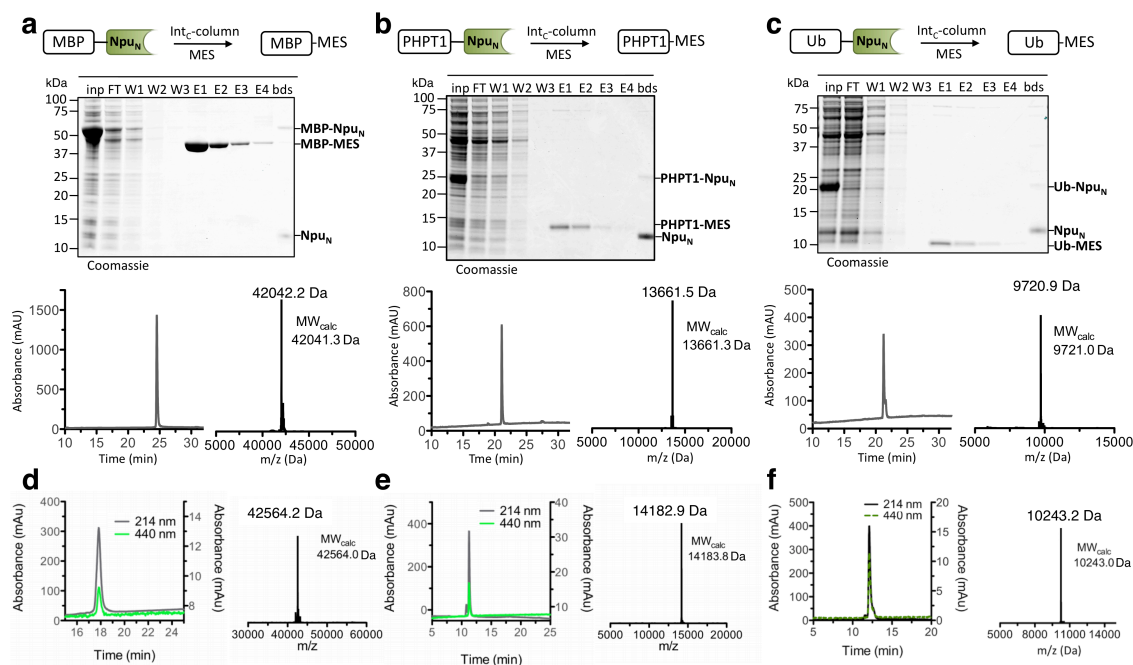 a
MBP Npu_N Int_C-column MES MBP -MES
kDa
inp FT W1 W2 W3 E1 E2 E3 E4 bds
100
75
50
37
25
20
15
10
MBP-Npu_N
MBP-MES
Npu_N
Coomassie
Absorbance (mAU)
1500
1000
500
0
10 15 20 25 30
Time (min)
42042.2 Da
MW_calc
42041.3 Da
5000 20000 35000 50000
m/z (Da)
b
PHPT1 Npu_N Int_C-column MES PHPT1 -MES
kDa
inp FT W1 W2 W3 E1 E2 E3 E4 bds
100
75
50
37
25
20
15
10
PHPT1-Npu_N
PHPT1-MES
Npu_N
Coomassie
Absorbance (mAU)
800
600
400
200
0
10 15 20 25 30
Time (min)
13661.5 Da
MW_calc
13661.3 Da
5000 10000 15000 20000
m/z (Da)
c
Ub Npu_N Int_C-column MES Ub -MES
kDa
inp FT W1 W2 W3 E1 E2 E3 E4 bds
100
75
50
37
25
20
15
10
Ub-Npu_N
Npu_N
Ub-MES
Coomassie
Absorbance (mAU)
500
400
300
200
100
0
10 15 20 25 30
Time (min)
9720.9 Da
MW_calc
9721.0 Da
5000 10000 15000
m/z (Da)
d
Absorbance (mAu)
400
300
200
100
0
214 nm
440 nm
14
12
10
8
Absorbance (mAu)
15 18 20 22 24
Time (min)
42564.2 Da
MW_calc
42564.0 Da
30000 40000 50000 60000
m/z
e
Absorbance (mAu)
400
200
0
214 nm
440 nm
40
30
20
10
Absorbance (mAu)
5 10 15 20 25
Time (min)
14182.9 Da
MW_calc
14183.8 Da
5000 10000 15000 20000
m/z
f
Absorbance (mAu)
500
400
300
200
100
0
214 nm
440 nm
20
15
10
5
0
Absorbance (mAu)
5 10 15 20
Time (min)
10243.2 Da
MW_calc
10243.0 Da
5000 8000 11000 14000
m/z (Da)